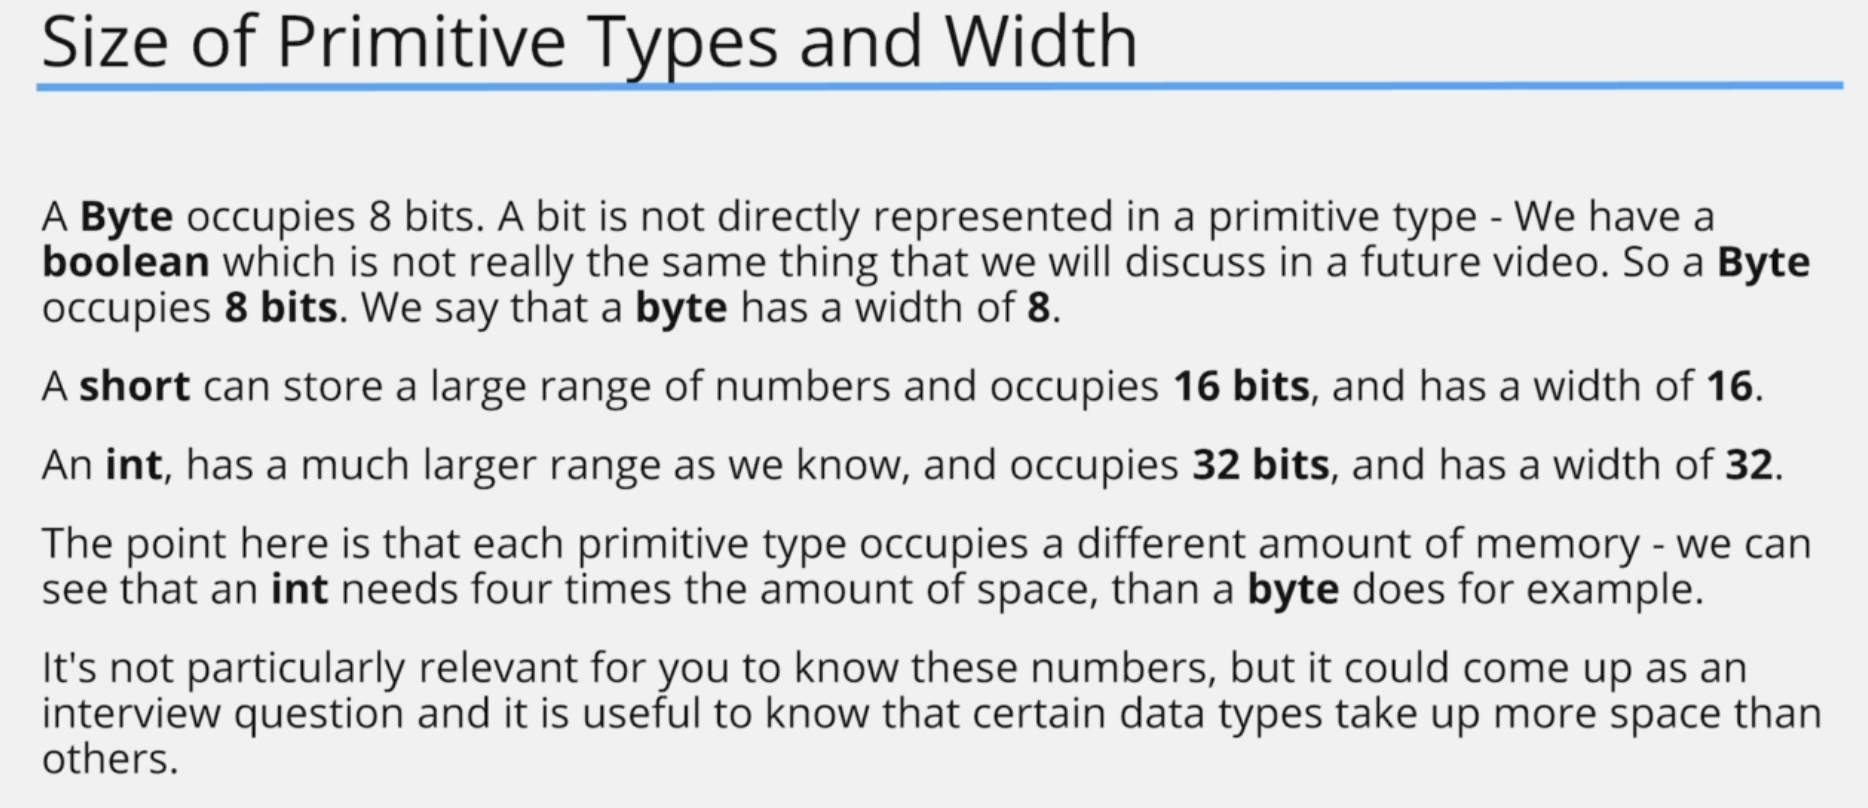 Size of Primitive Types and Width
A Byte occupies 8 bits. A bit is not directly represented in a primitive type - We have a
boolean which is not really the same thing that we will discuss in a future video. So a Byte
occupies 8 bits. We say that a byte has a width of 8.
A short can store a large range of numbers and occupies 16 bits, and has a width of 16.
An int, has a much larger range as we know, and occupies 32 bits, and has a width of 32.
The point here is that each primitive type occupies a different amount of memory - we can
see that an int needs four times the amount of space, than a byte does for example.
It's not particularly relevant for you to know these numbers, but it could come up as an
interview question and it is useful to know that certain data types take up more space than
others.